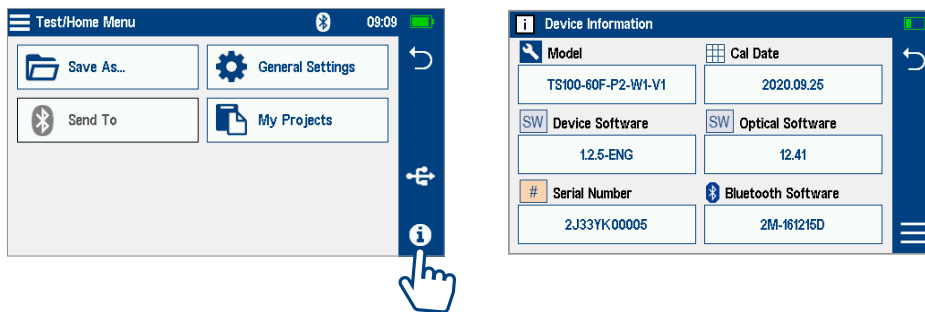 Test/Home Menu 09:09
Save As...
General Settings
Send To
My Projects
i Device Information
Model
Cal Date
TS100-60F-P2-W1-V1
2020.09.25
SW Device Software
SW Optical Software
1.2.5-ENG
12.41
# Serial Number
Bluetooth Software
2J33YK00005
2M-161215D